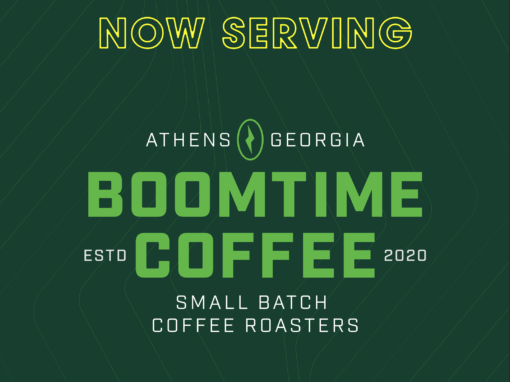 NOW SERVING
ATHENS GEORGIA
BOOMTIME
ESTD COFFEE 2020
SMALL BATCH
COFFEE ROASTERS